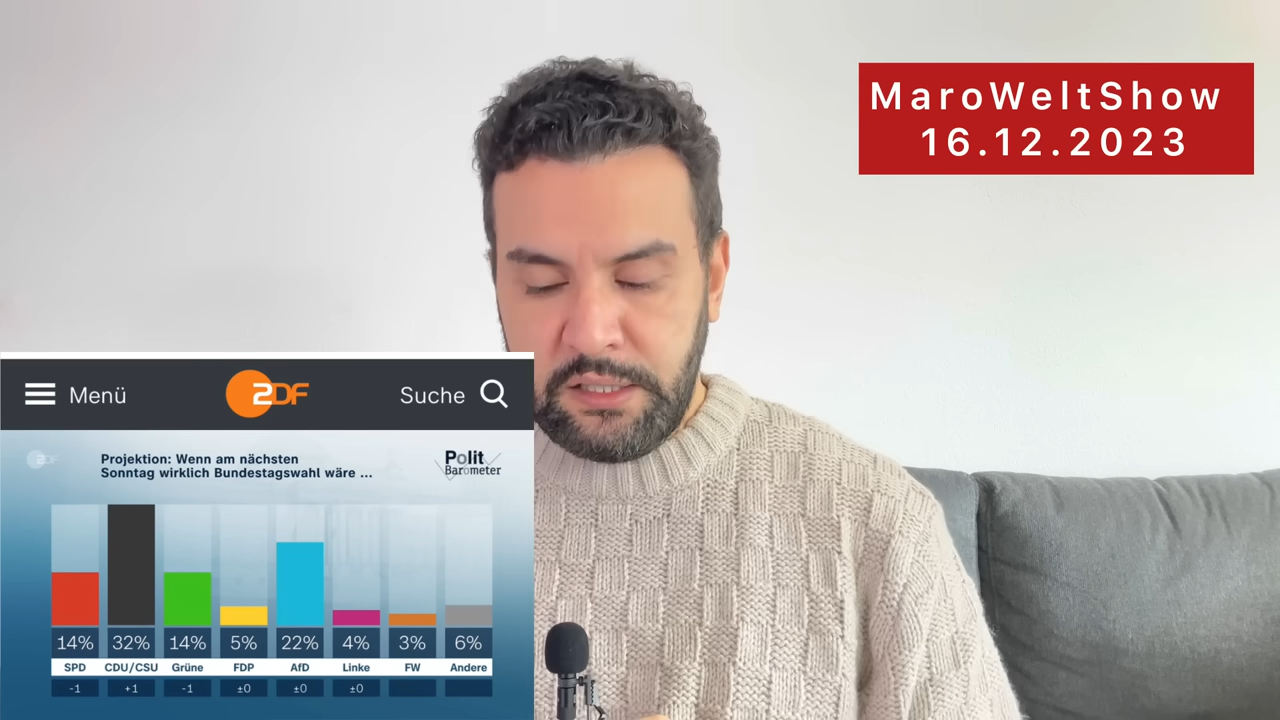 MaroWeltShow
16.12.2023
Menü
ZDF
Suche
ZDF
Projektion: Wenn am nächsten
Sonntag wirklich Bundestagswahl wäre ...
Polit
Barometer
14% 32% 14% 5% 22% 4% 3% 6%
SPD CDU/CSU Grüne FDP AfD Linke FW Andere
-1 +1 -1 ±0 ±0 ±0